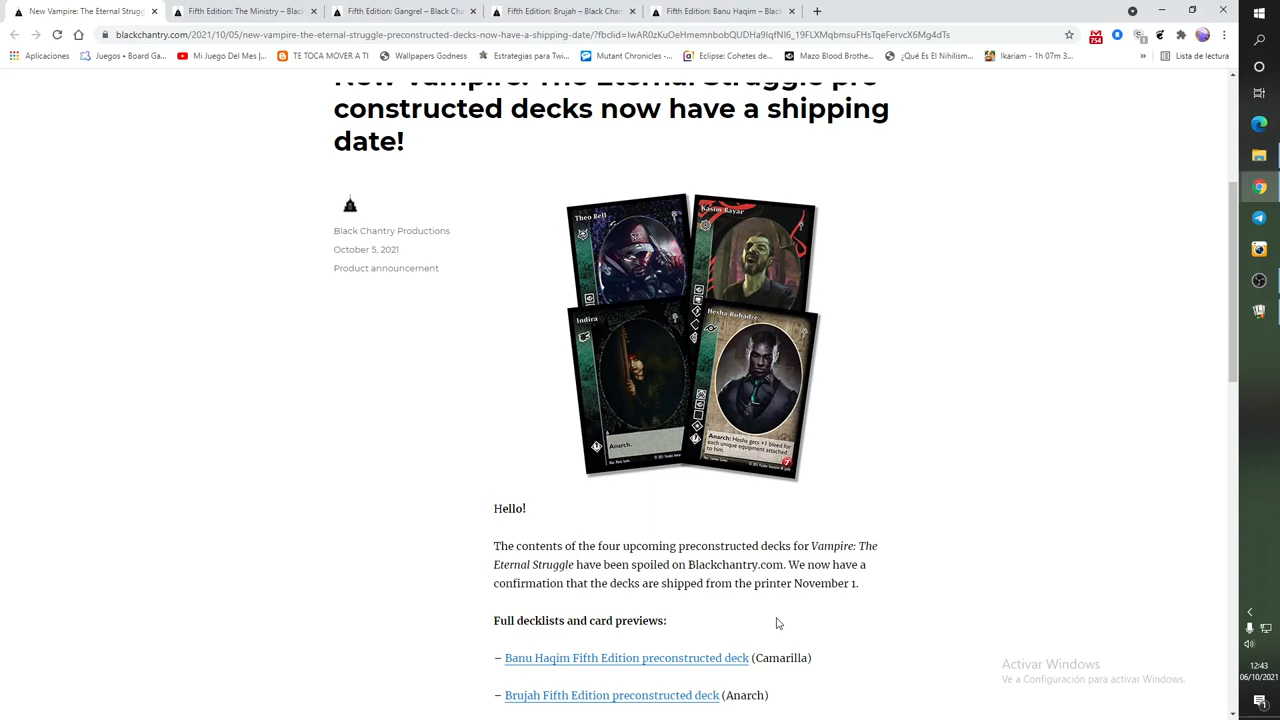 New Vampire: The Eternal Strugg
Fifth Edition: The Ministry – Blac
Fifth Edition: Gangrel – Black Cha
Fifth Edition: Brujah – Black Chan
Fifth Edition: Banu Haqim – Black
blackchantry.com/2021/10/05/new-vampire-the-eternal-struggle-preconstructed-decks-now-have-a-shipping-date/?fbclid=IwAR0zKuOeHmemnbobQUDHa9IqfNI6_19FLXMqbmsuFHsTqeFervcX6Mg4dTs
754
Aplicaciones
Juegos • Board Ga...
Mi Juego Del Mes |...
TE TOCA MOVER A TI
Wallpapers Godness
Estrategias para Twi...
Mutant Chronicles -...
Eclipse: Cohetes de...
Mazo Blood Brothe...
¿Qué Es El Nihilism...
Ikariam - 1h 07m 3...
Lista de lectura
New Vampire: The Eternal Struggle pre-
constructed decks now have a shipping
date!
Black Chantry Productions
October 5, 2021
Product announcement
Theo Bell
Kasim Bayar
Indira
Anarch.
Hesha Ruhadze
Anarch: Hesha gets +1 bleed for
each unique equipment attached
to him.
7
Hello!
The contents of the four upcoming preconstructed decks for Vampire: The
Eternal Struggle have been spoiled on Blackchantry.com. We now have a
confirmation that the decks are shipped from the printer November 1.
Full decklists and card previews:
– Banu Haqim Fifth Edition preconstructed deck (Camarilla)
– Brujah Fifth Edition preconstructed deck (Anarch)
Activar Windows
Ve a Configuración para activar Windows.
12:43
06/10/2021